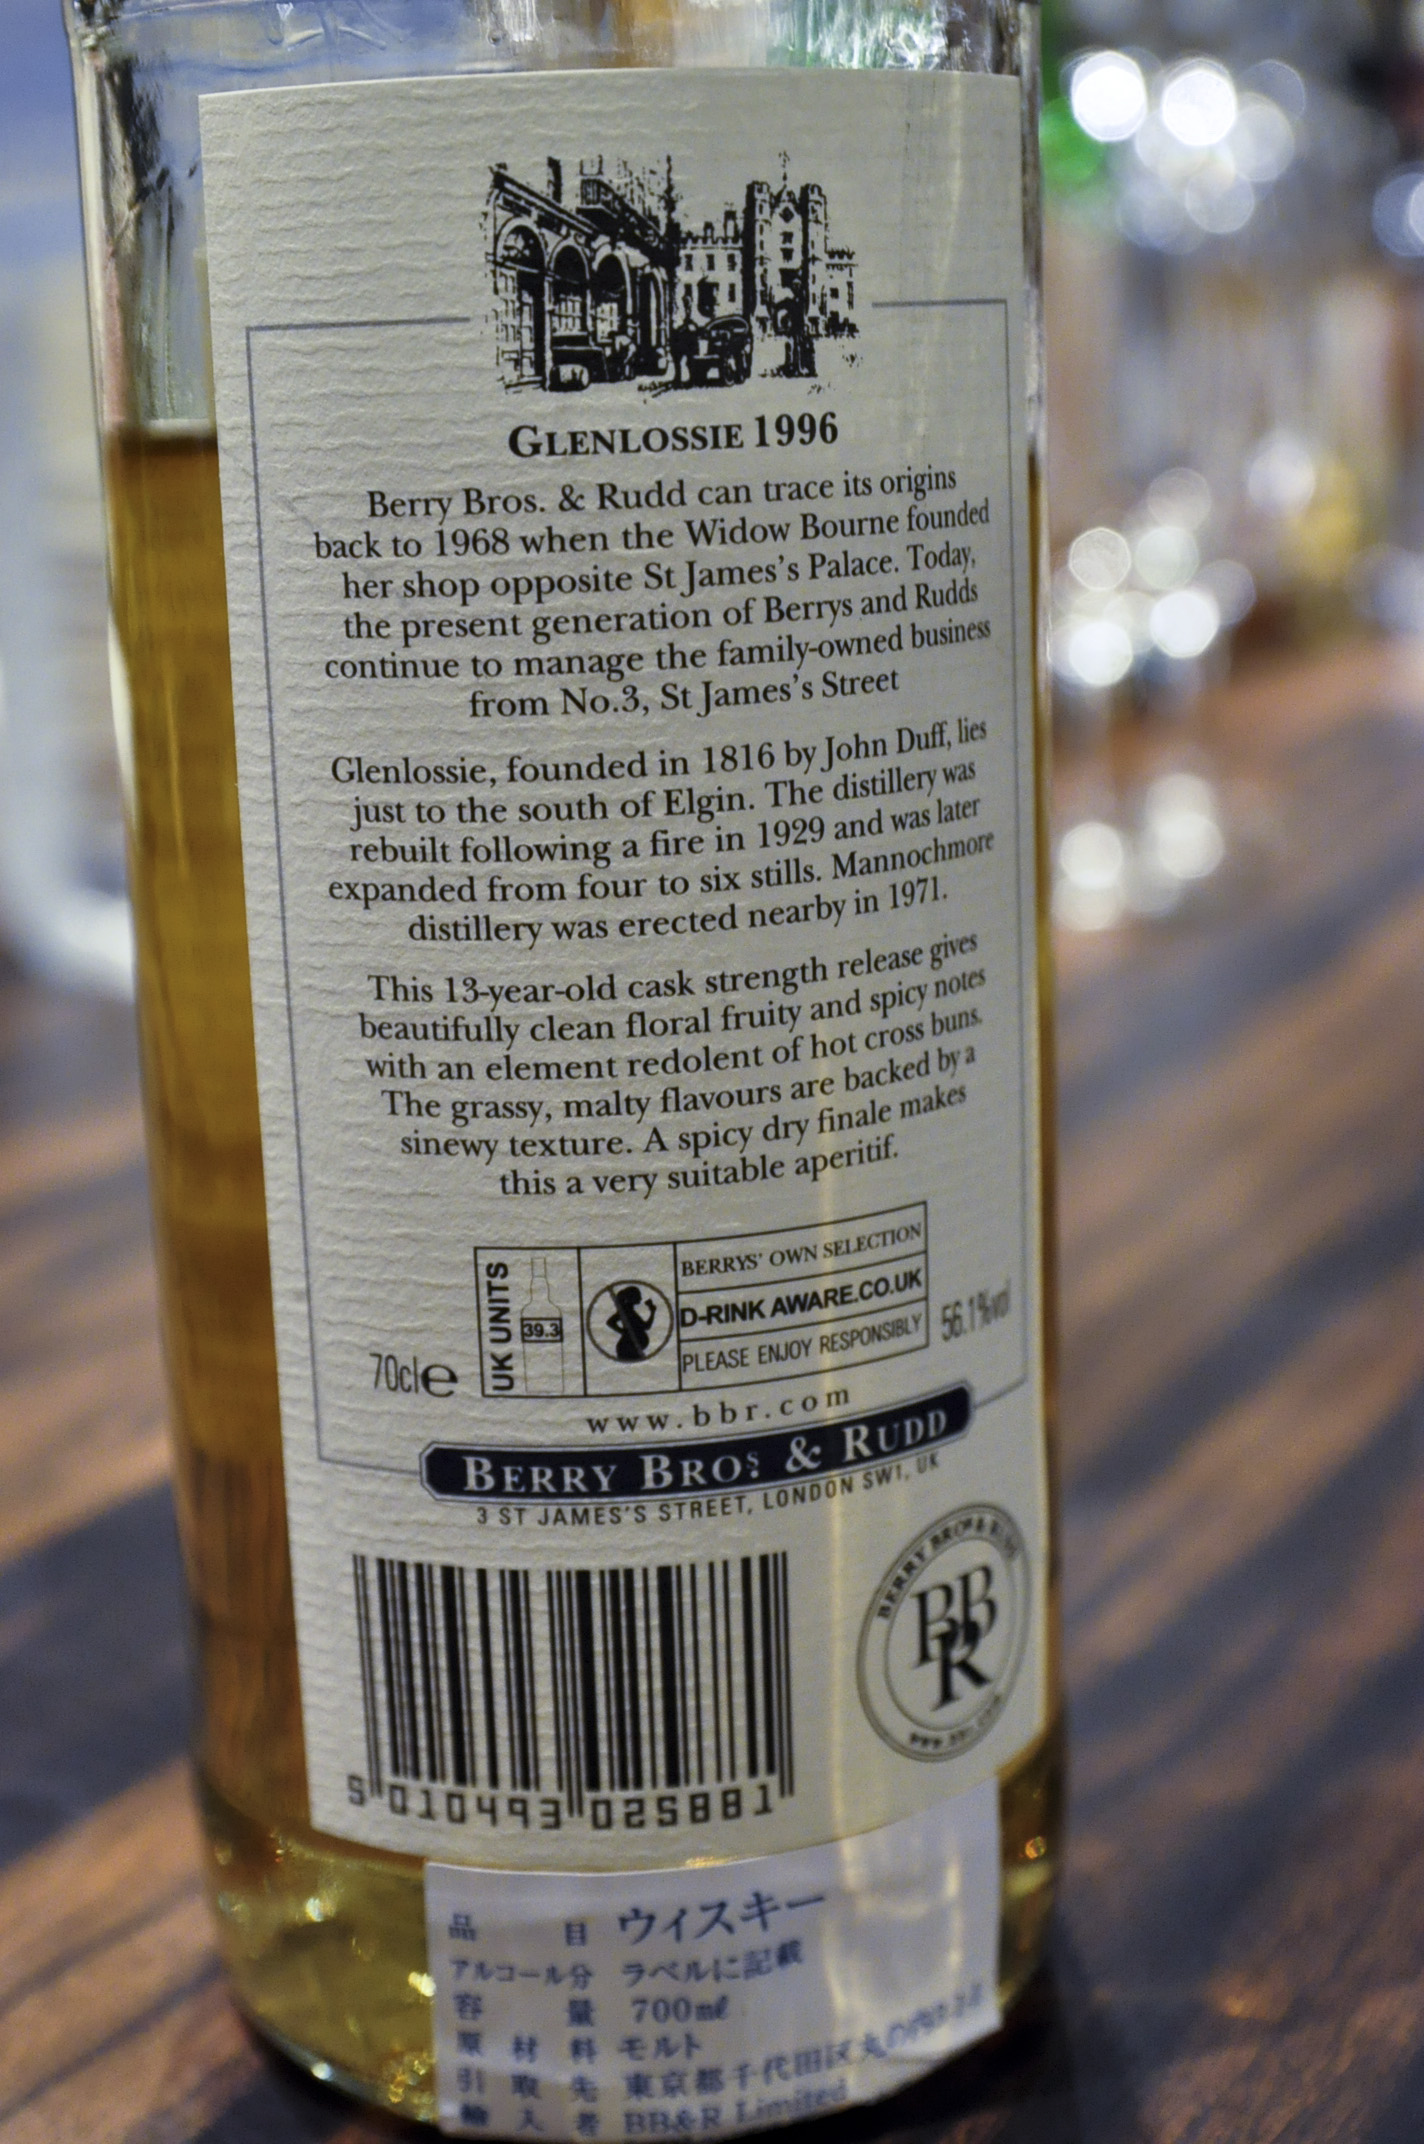 GLENLOSSIE 1996
Berry Bros. & Rudd can trace its origins
back to 1968 when the Widow Bourne founded
her shop opposite St James's Palace. Today,
the present generation of Berrys and Rudds
continue to manage the family-owned business
from No.3, St James's Street
Glenlossie, founded in 1816 by John Duff, lies
just to the south of Elgin. The distillery was
rebuilt following a fire in 1929 and was later
expanded from four to six stills. Mannochmore
distillery was erected nearby in 1971.
This 13-year-old cask strength release gives
beautifully clean floral fruity and spicy notes
with an element redolent of hot cross buns.
The grassy, malty flavours are backed by a
sinewy texture. A spicy dry finale makes
this a very suitable aperitif.
70cl e
UK UNITS
39.3
BERRYS' OWN SELECTION
D-RINK AWARE.CO.UK
PLEASE ENJOY RESPONSIBLY
56.1%vol
www.bbr.com
BERRY BROS. & RUDD
3 ST JAMES'S STREET, LONDON SW1, UK
BERRY BROS & RUDD
BBR
www.bbr.com
5 010493 025881
品目 ウィスキー
アルコール分 ラベルに記載
容量 700mℓ
原材料 モルト
引取先 東京都千代田区丸の内
輸入者 BB&R Limited